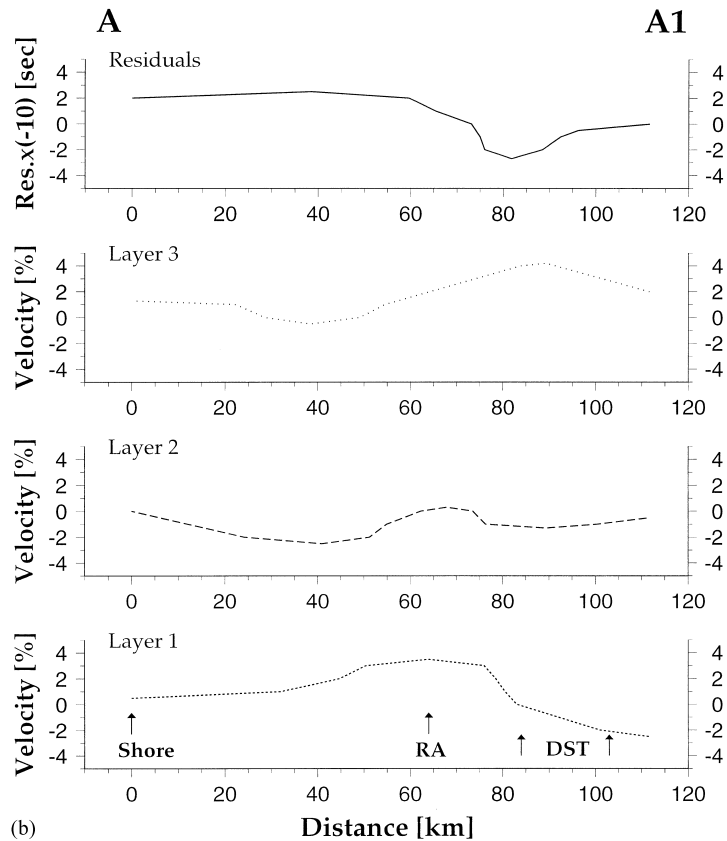 A A1
Residuals
Res.x(-10) [sec]
4 4
2 2
0 0
-2 -2
-4 -4
0 20 40 60 80 100 120
Layer 3
Velocity [%]
4 4
2 2
0 0
-2 -2
-4 -4
0 20 40 60 80 100 120
Layer 2
Velocity [%]
4 4
2 2
0 0
-2 -2
-4 -4
0 20 40 60 80 100 120
Layer 1
Velocity [%]
4 4
2 2
0 0
-2 -2
-4 -4
Shore RA DST
0 20 40 60 80 100 120
(b) Distance [km]